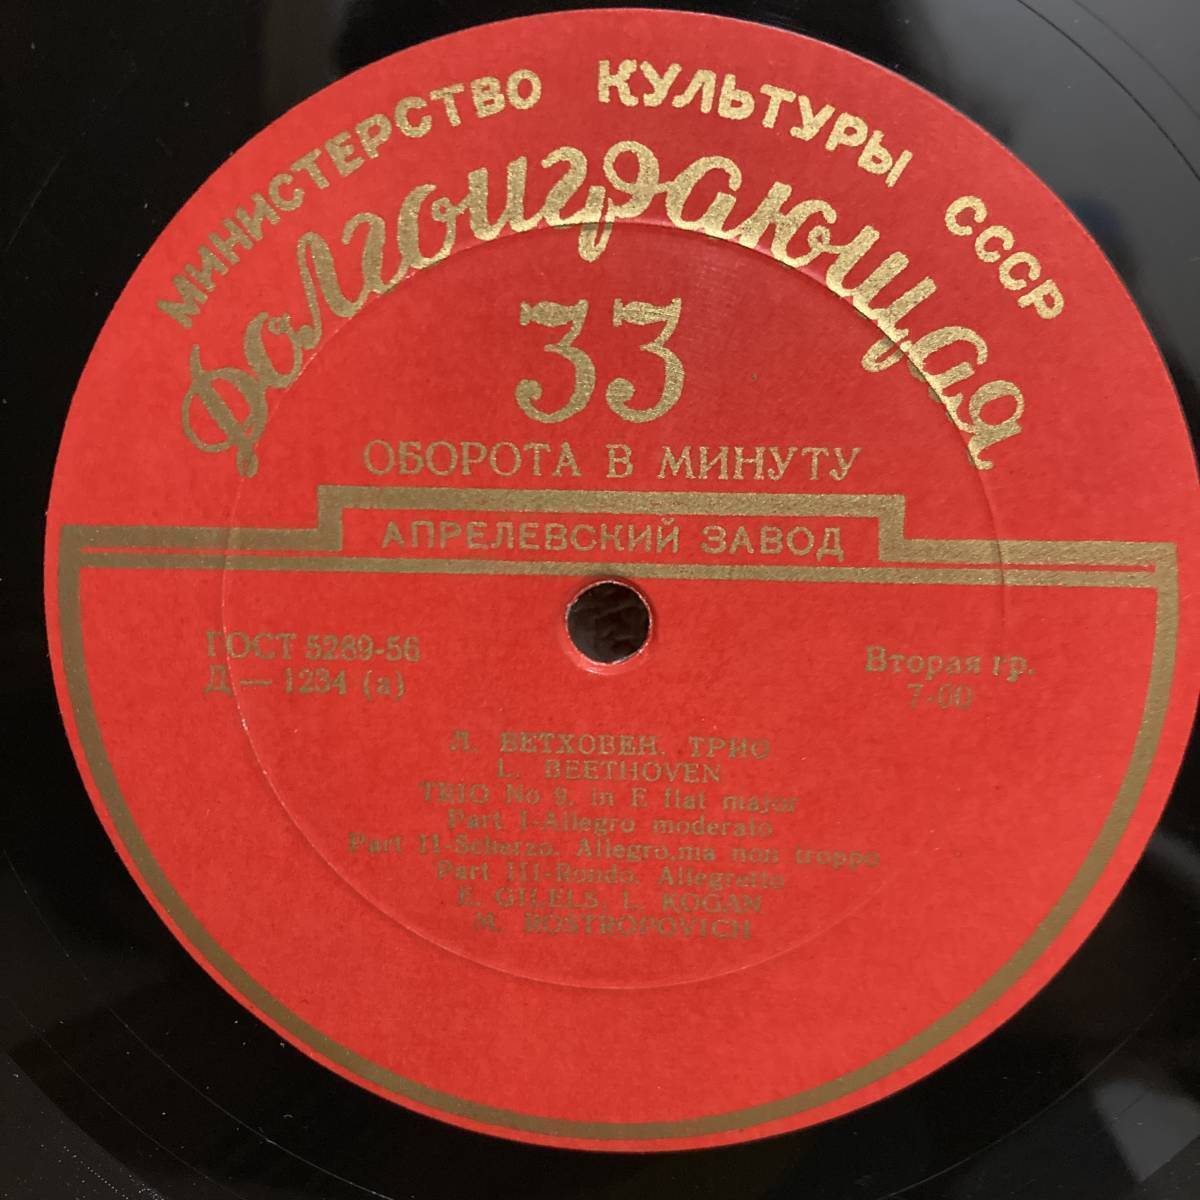 МИНИСТЕРСТВО КУЛЬТУРЫ СССР
Долгоиграющая
33
ОБОРОТА В МИНУТУ
АПРЕЛЕВСКИЙ ЗАВОД
ГОСТ 5289-56
Д — 1234 (а)
Вторая гр.
7-00
Л. БЕТХОВЕН. ТРИО
L. BEETHOVEN
TRIO No 9, in E flat major
Part I-Allegro moderato
Part II-Scherzo. Allegro, ma non troppo
Part III-Rondo. Allegretto
E. GILELS, L. KOGAN
M. ROSTROPOVICH